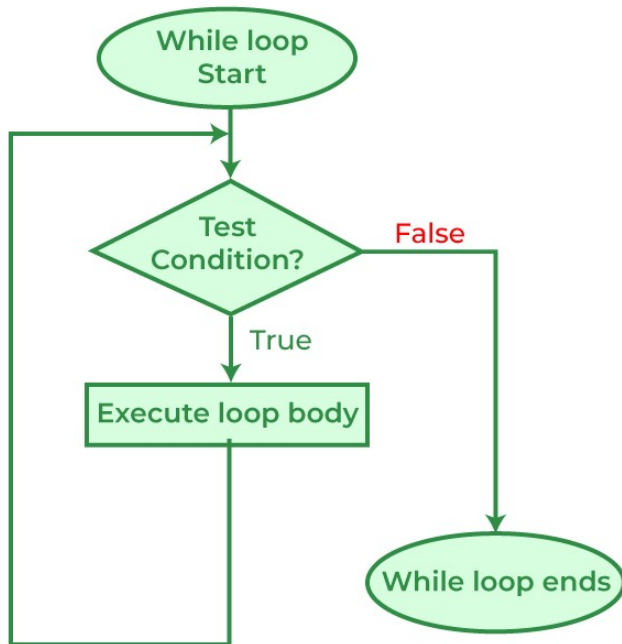 While loop
Start
Test
Condition?
False
True
Execute loop body
While loop ends